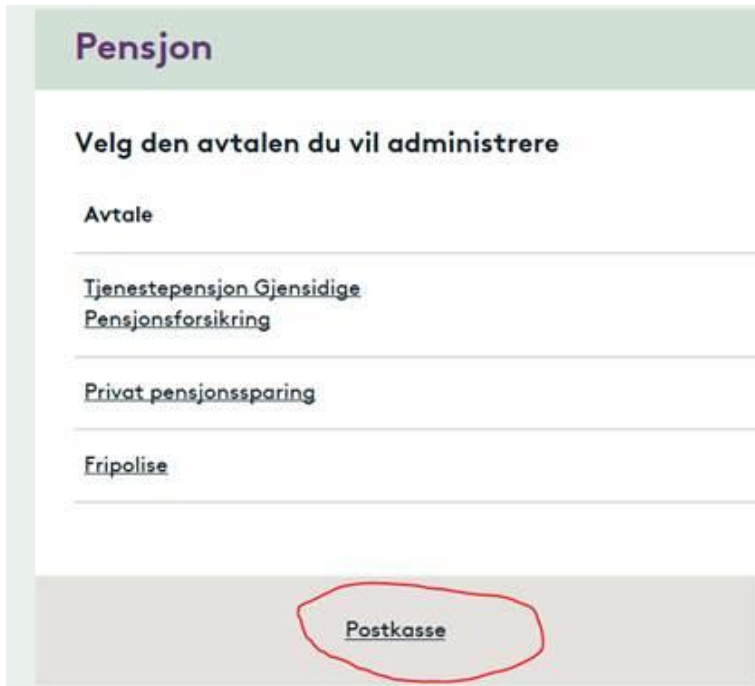 Pensjon
Velg den avtalen du vil administrere
Avtale
Tjenestepensjon Gjensidige
Pensjonsforsikring
Privat pensjonssparing
Fripolise
Postkasse